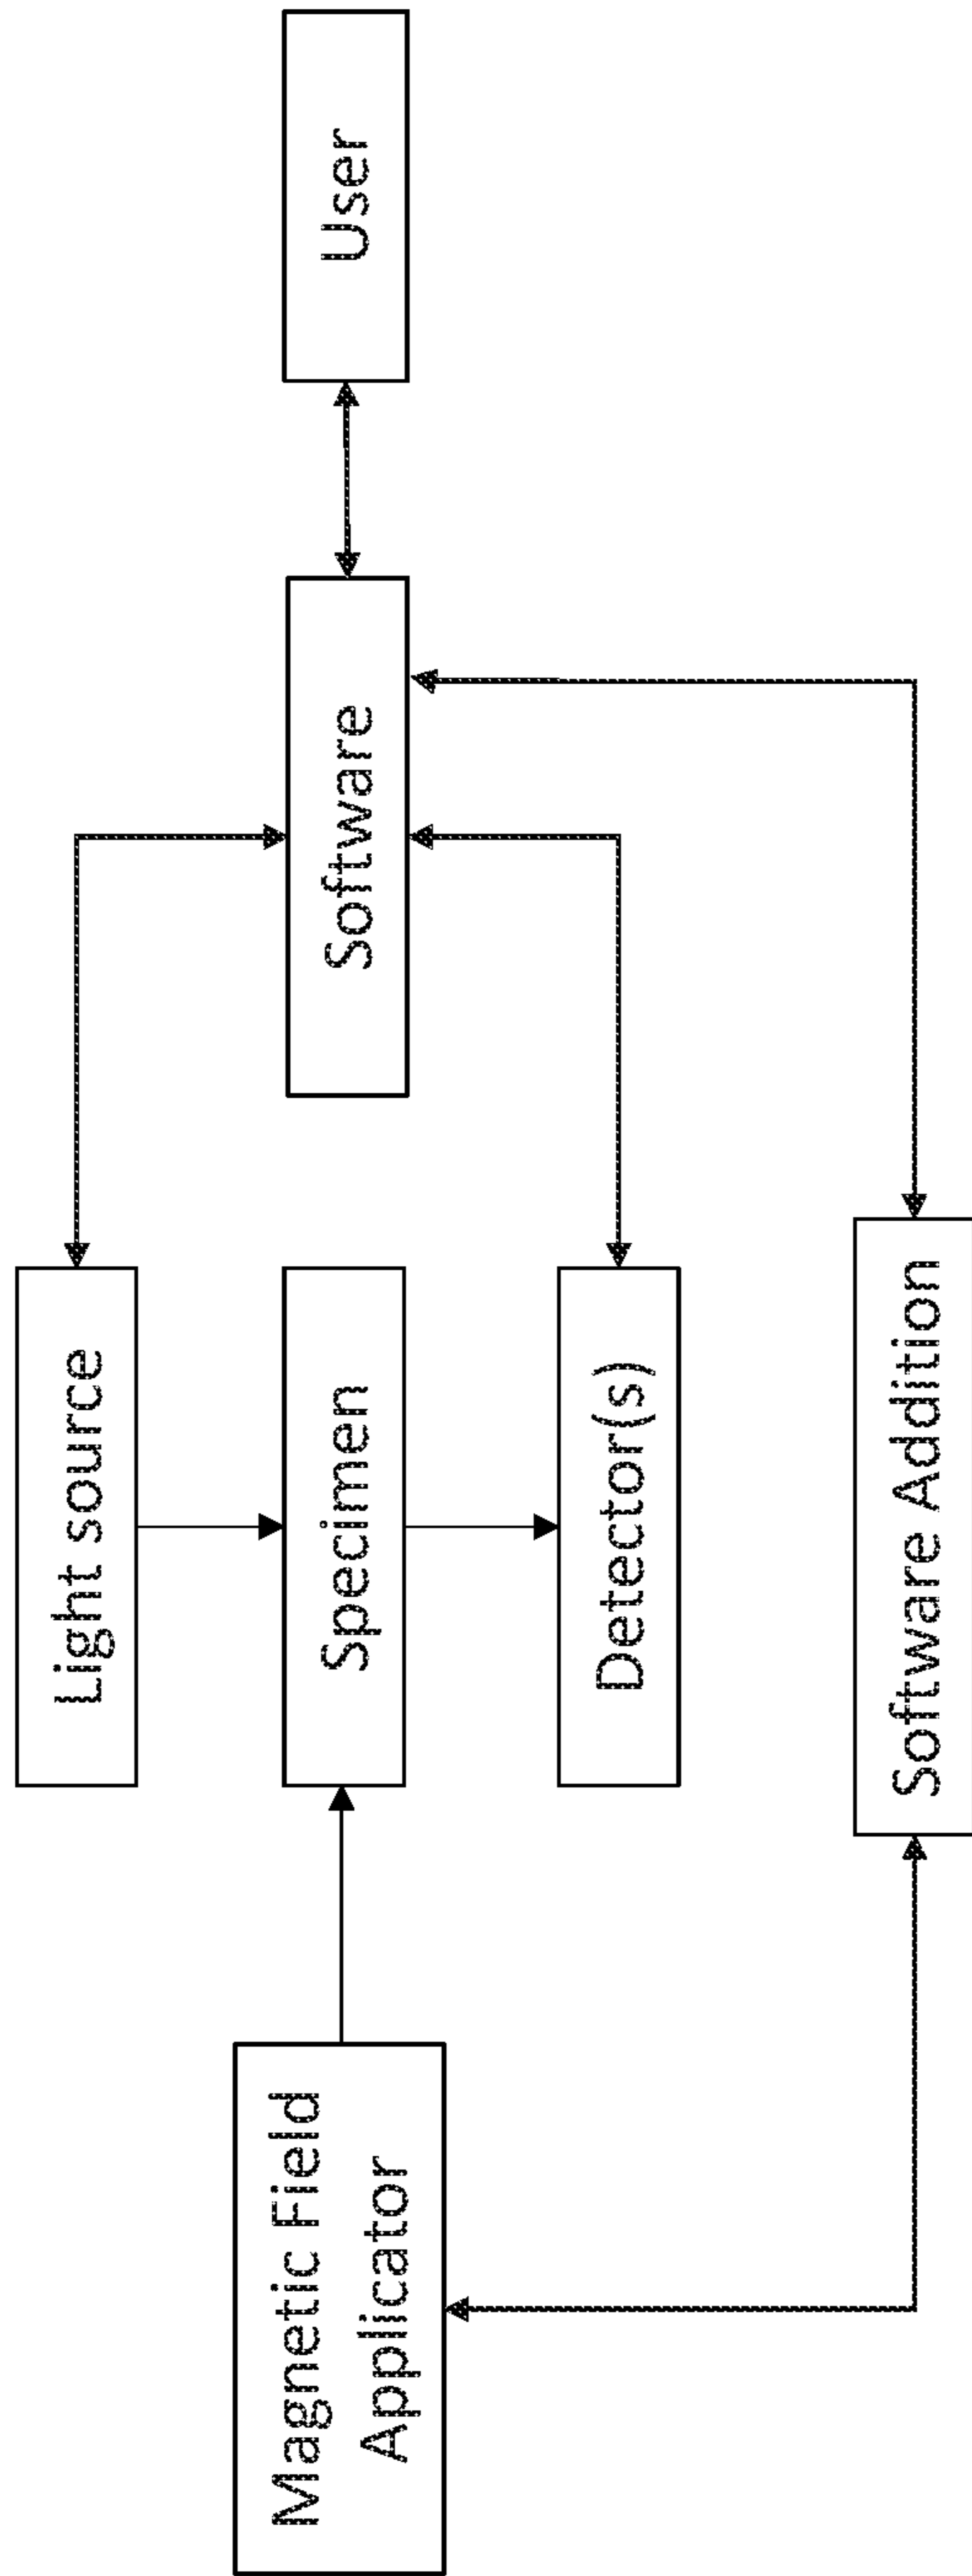 Light source
Magnetic Field
Applicator
Specimen
Software
User
Detector(s)
Software Addition